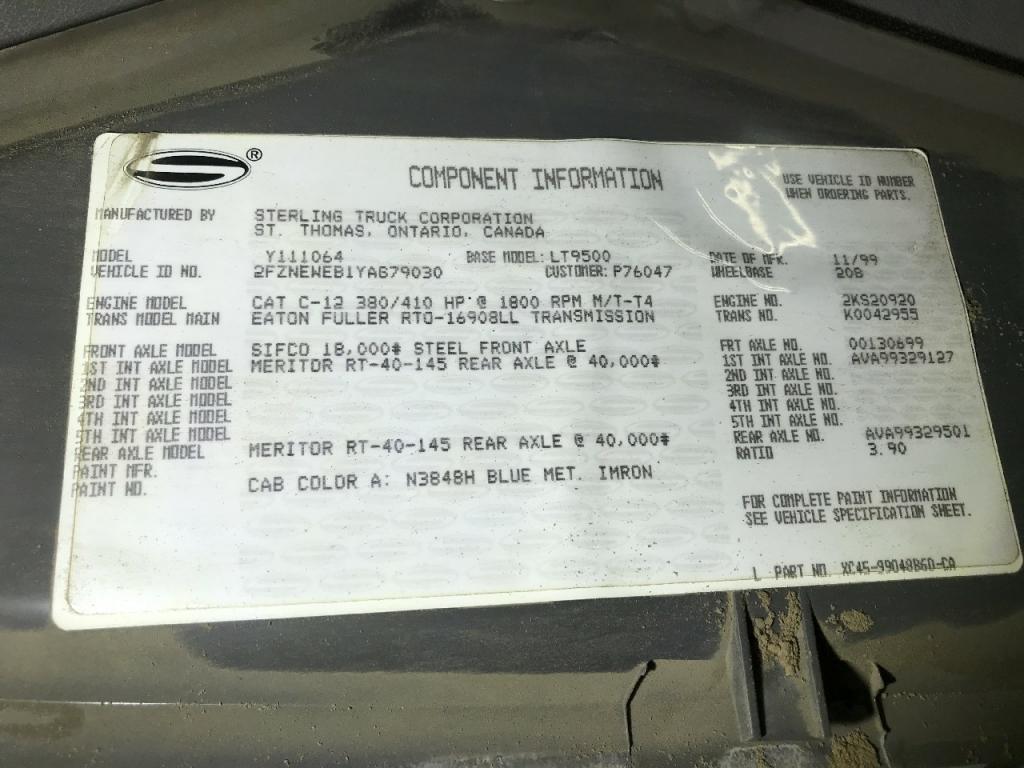 ®
COMPONENT INFORMATION
USE VEHICLE ID NUMBER
WHEN ORDERING PARTS.
MANUFACTURED BY STERLING TRUCK CORPORATION
ST. THOMAS, ONTARIO, CANADA
MODEL Y111064 BASE MODEL: LT9500 DATE OF MFR. 11/99
VEHICLE ID NO. 2FZNEWEB1YAG79030 CUSTOMER: P76047 WHEELBASE 208
ENGINE MODEL CAT C-12 380/410 HP @ 1800 RPM M/T-T4 ENGINE NO. 2KS20920
TRANS MODEL MAIN EATON FULLER RTO-16908LL TRANSMISSION TRANS NO. K0042955
FRONT AXLE MODEL SIFCO 18,000# STEEL FRONT AXLE FRT AXLE NO. 00130699
1ST INT AXLE MODEL MERITOR RT-40-145 REAR AXLE @ 40,000# 1ST INT AXLE NO. AVA99329127
2ND INT AXLE MODEL 2ND INT AXLE NO.
3RD INT AXLE MODEL 3RD INT AXLE NO.
4TH INT AXLE MODEL 4TH INT AXLE NO.
5TH INT AXLE MODEL 5TH INT AXLE NO.
REAR AXLE MODEL MERITOR RT-40-145 REAR AXLE @ 40,000# REAR AXLE NO. AVA99329501
PAINT MFR. RATIO 3.90
PAINT NO. CAB COLOR A: N3848H BLUE MET. IMRON
FOR COMPLETE PAINT INFORMATION
SEE VEHICLE SPECIFICATION SHEET.
PART NO. XC45-9904886D-CA